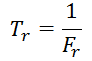 T_r = 1/F_r